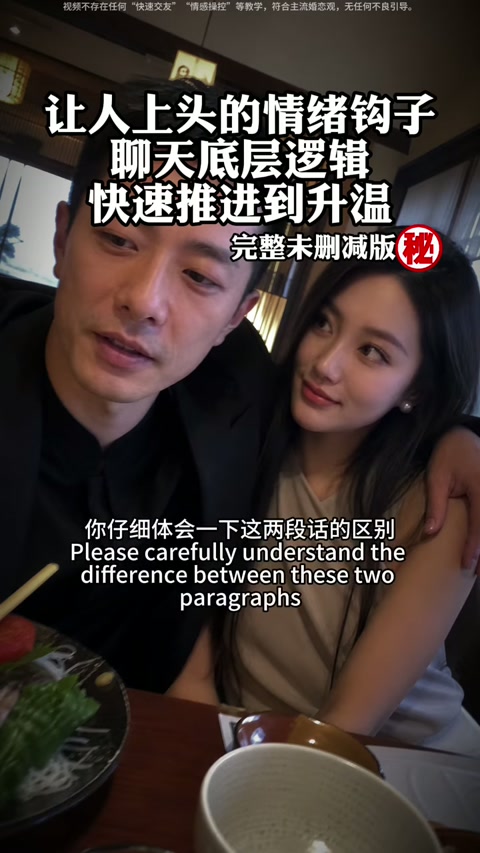 视频不存在任何“快速交友”“情感操控”等教学，符合主流婚恋观，无任何不良引导。
让人上头的情绪钩子
聊天底层逻辑
快速推进到升温
完整未删减版 秘
你仔细体会一下这两段话的区别
Please carefully understand the
difference between these two
paragraphs